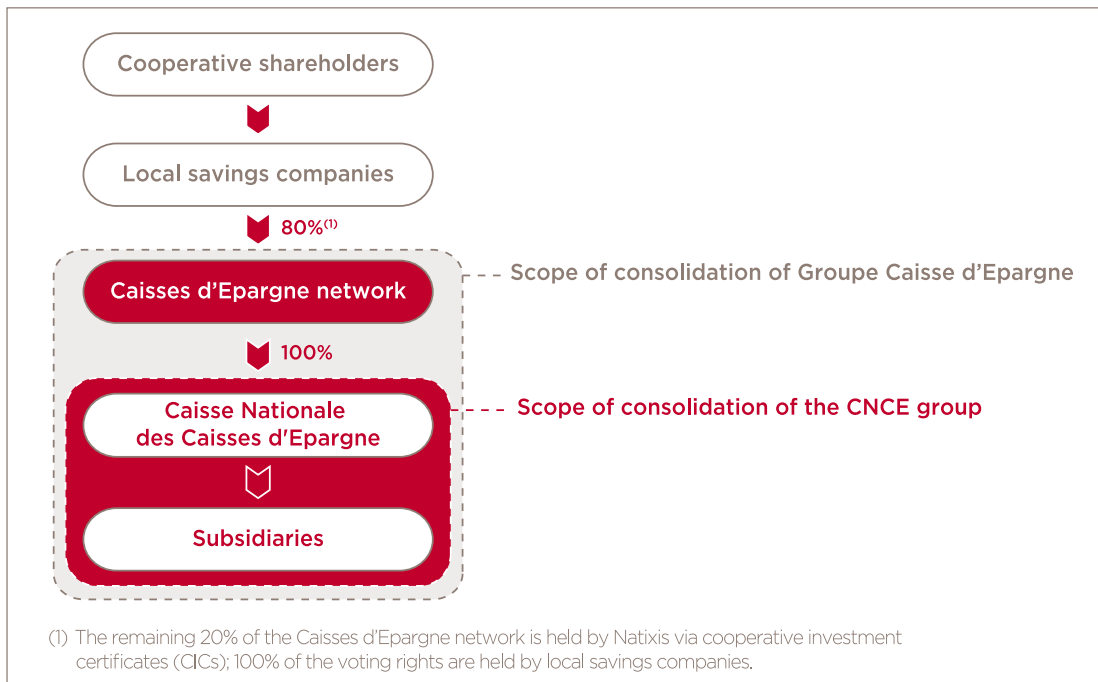 Cooperative shareholders
Local savings companies
80%(1)
Caisses d’Epargne network
Scope of consolidation of Groupe Caisse d’Epargne
100%
Caisse Nationale
des Caisses d'Epargne
Scope of consolidation of the CNCE group
Subsidiaries
(1) The remaining 20% of the Caisses d’Epargne network is held by Natixis via cooperative investment
certificates (CICs); 100% of the voting rights are held by local savings companies.